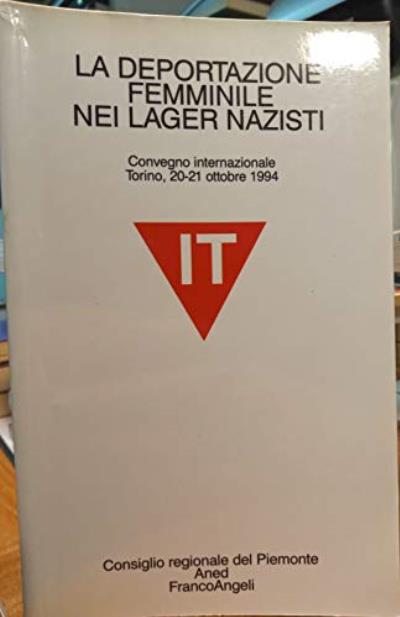 LA DEPORTAZIONE
FEMMINILE
NEI LAGER NAZISTI
Convegno internazionale
Torino, 20-21 ottobre 1994
IT
Consiglio regionale del Piemonte
Aned
FrancoAngeli